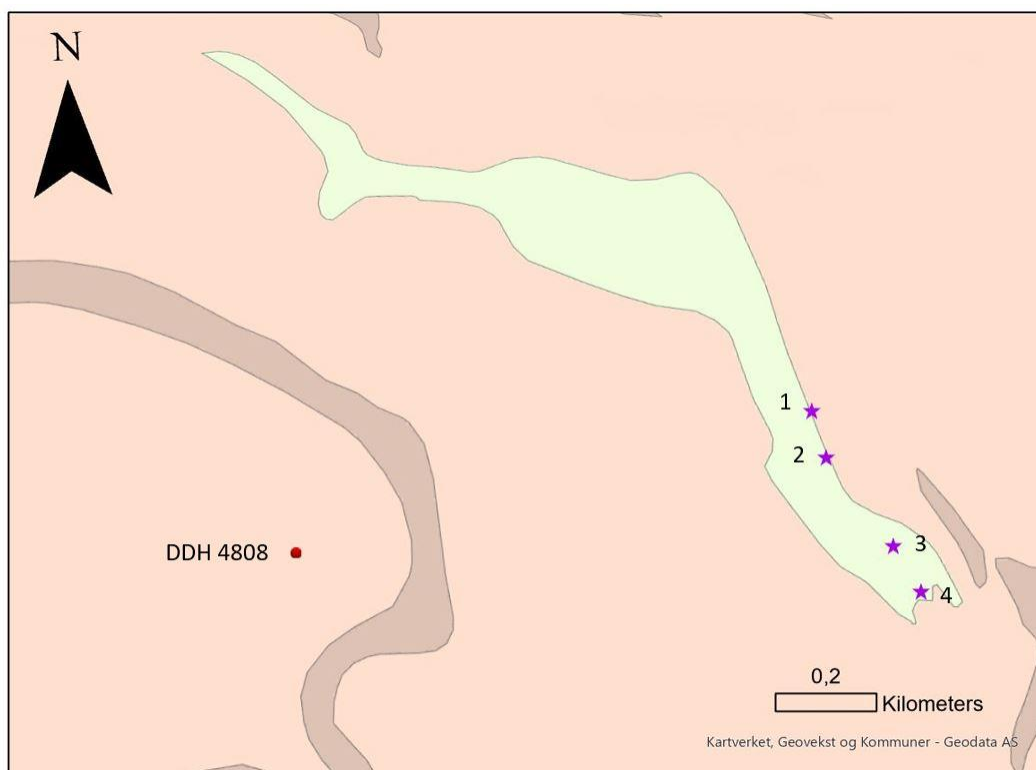 N
1
2
DDH 4808
3
4
0,2
Kilometers
Kartverket, Geovekst og Kommuner - Geodata AS